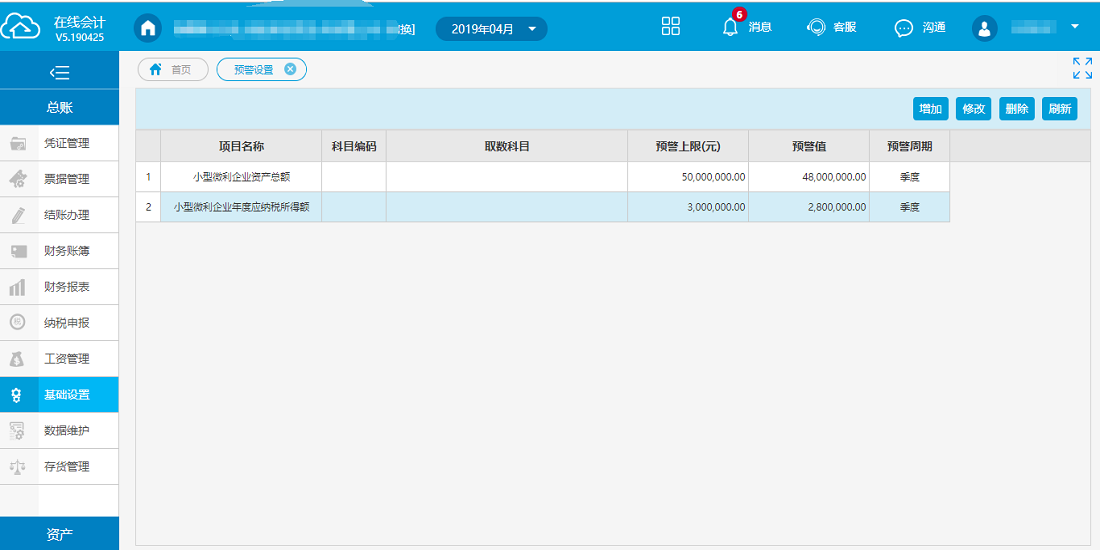 在线会计
V5.190425
换]
2019年04月
6
消息
客服
沟通
首页
预警设置
总账
凭证管理
票据管理
结账办理
财务账簿
财务报表
纳税申报
工资管理
基础设置
数据维护
存货管理
资产
增加 修改 删除 刷新
项目名称 科目编码 取数科目 预警上限(元) 预警值 预警周期
1 小型微利企业资产总额 50,000,000.00 48,000,000.00 季度
2 小型微利企业年度应纳税所得额 3,000,000.00 2,800,000.00 季度